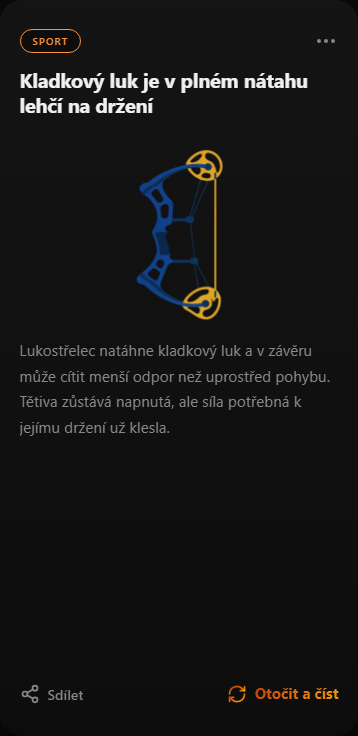 SPORT
Kladkový luk je v plném nátahu
lehčí na držení
Lukostřelec natáhne kladkový luk a v závěru
může cítit menší odpor než uprostřed pohybu.
Tětiva zůstává napnutá, ale síla potřebná k
jejímu držení už klesla.
Sdílet
Otočit a číst